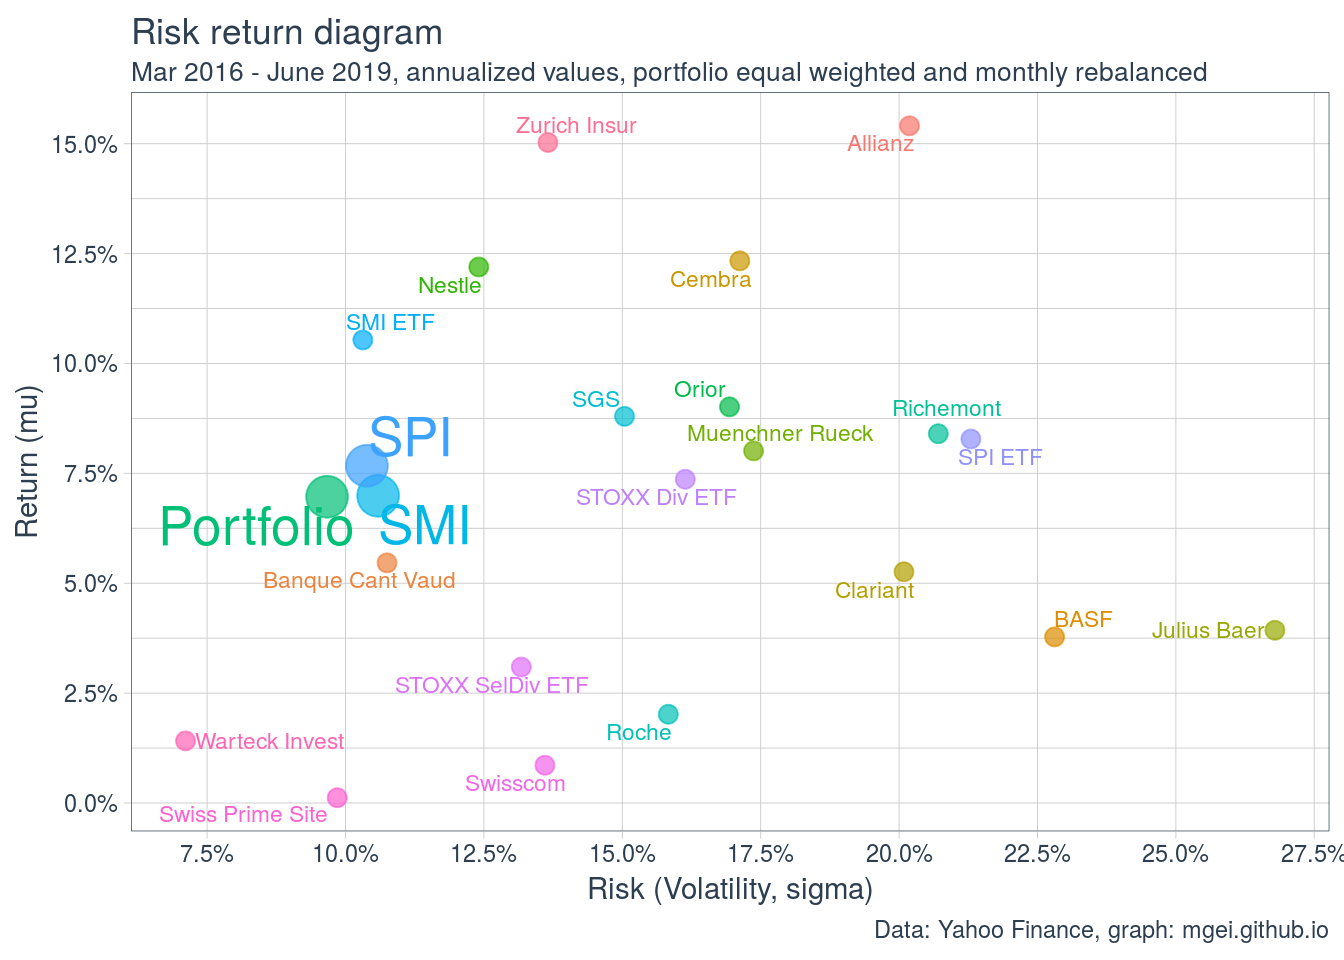 Risk return diagram
Mar 2016 - June 2019, annualized values, portfolio equal weighted and monthly rebalanced
Zurich Insur
Allianz
15.0%
12.5%
Cembra
Nestle
SMI ETF
10.0%
Orior
SGS
Richemont
SPI
Muenchner Rueck
SPI ETF
7.5%
STOXX Div ETF
Portfolio
SMI
Return (mu)
5.0%
Banque Cant Vaud
Clariant
BASF
Julius Baer
2.5%
STOXX SelDiv ETF
Roche
Warteck Invest
Swisscom
0.0%
Swiss Prime Site
7.5%
10.0%
12.5%
15.0%
17.5%
20.0%
22.5%
25.0%
27.5%
Risk (Volatility, sigma)
Data: Yahoo Finance, graph: mgei.github.io